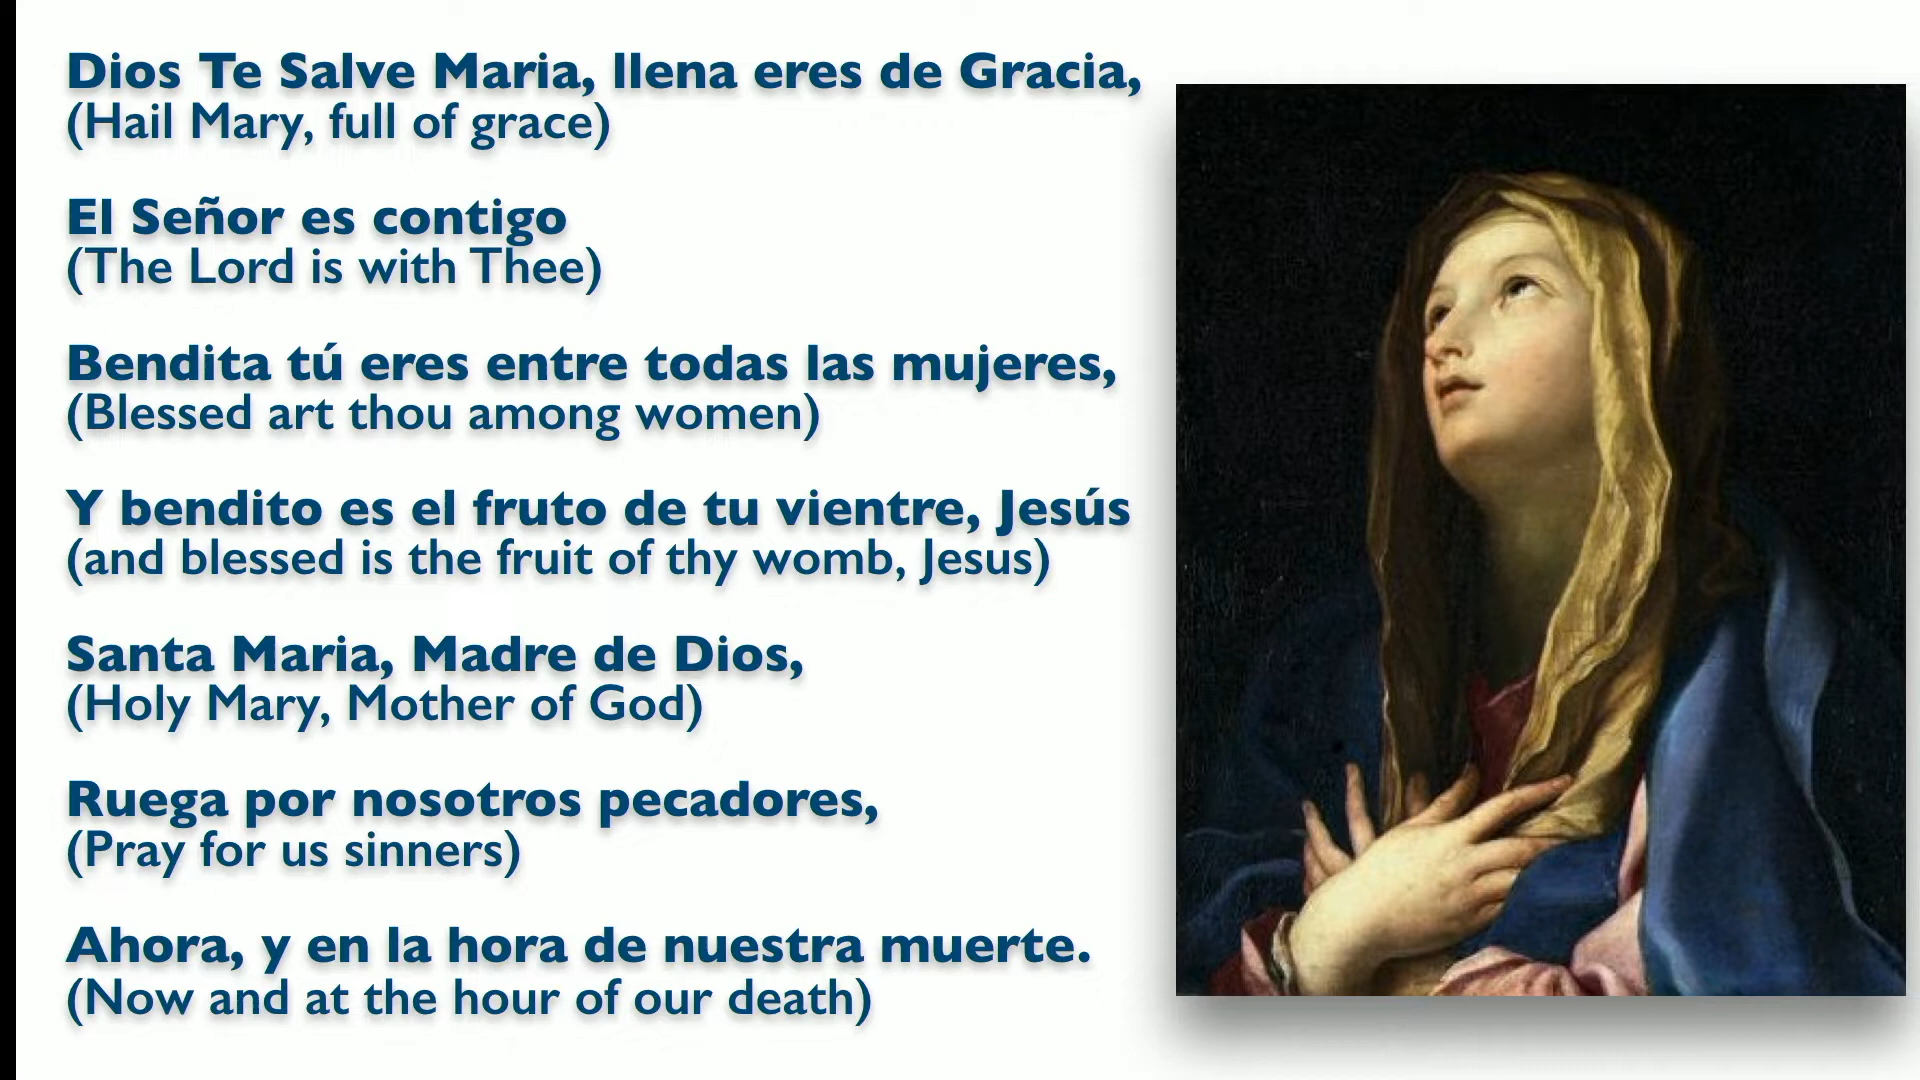 Dios Te Salve Maria, llena eres de Gracia,
(Hail Mary, full of grace)
El Señor es contigo
(The Lord is with Thee)
Bendita tú eres entre todas las mujeres,
(Blessed art thou among women)
Y bendito es el fruto de tu vientre, Jesús
(and blessed is the fruit of thy womb, Jesus)
Santa Maria, Madre de Dios,
(Holy Mary, Mother of God)
Ruega por nosotros pecadores,
(Pray for us sinners)
Ahora, y en la hora de nuestra muerte.
(Now and at the hour of our death)